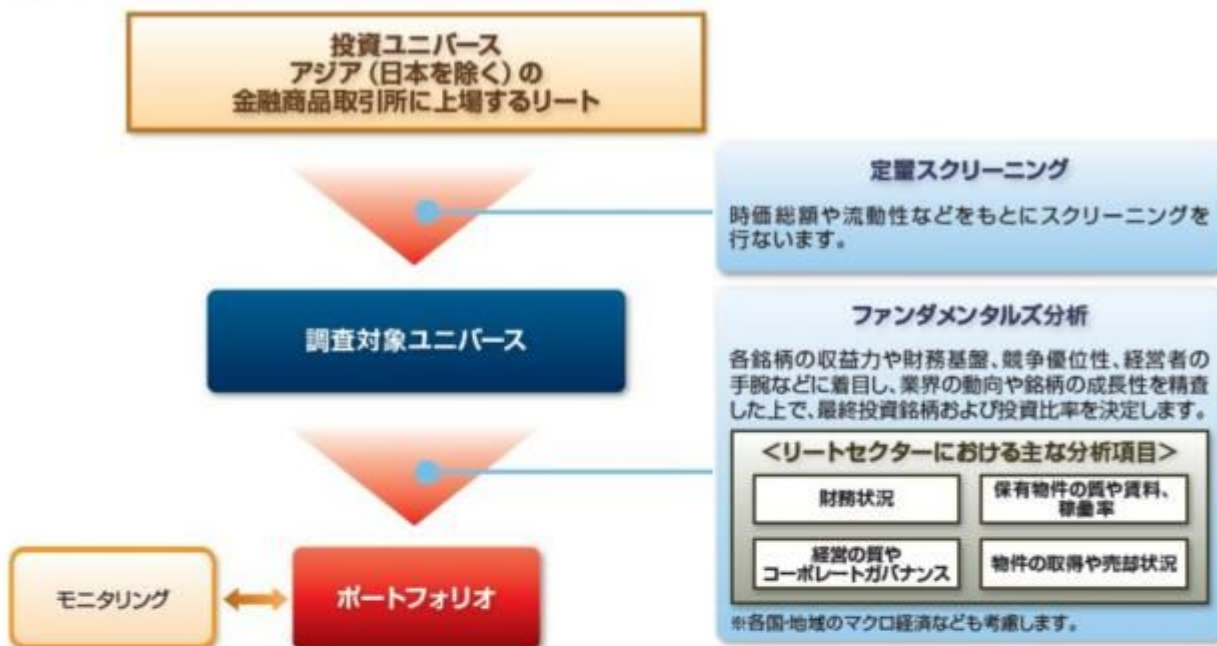 投資ユニバース
アジア（日本を除く）の
金融商品取引所に上場するリート
定量スクリーニング
時価総額や流動性などをもとにスクリーニングを
行ないます。
調査対象ユニバース
ファンダメンタルズ分析
各銘柄の収益力や財務基盤、競争優位性、経営者の
手腕などに着目し、業界の動向や銘柄の成長性を精査
した上で、最終投資銘柄および投資比率を決定します。
＜リートセクターにおける主な分析項目＞
財務状況
保有物件の質や賃料、
稼働率
経営の質や
コーポレートガバナンス
物件の取得や売却状況
※各国・地域のマクロ経済なども考慮します。
モニタリング
ポートフォリオ